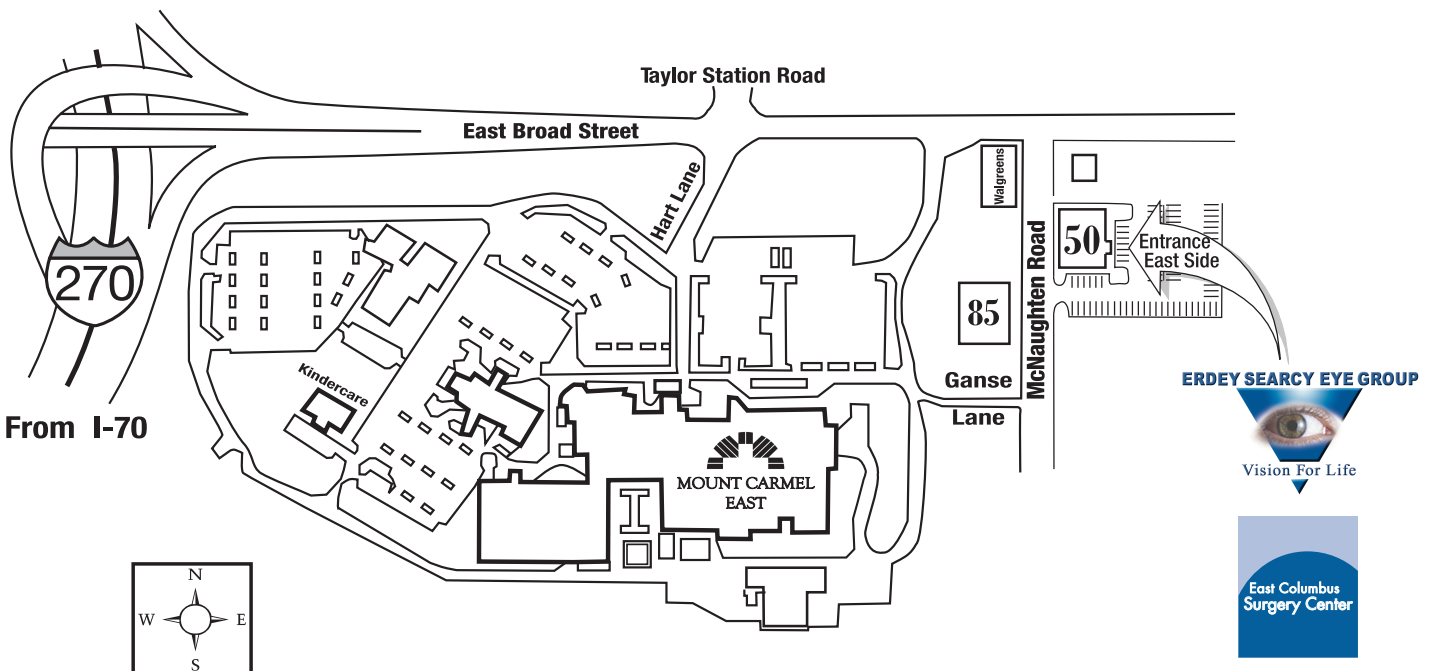 Taylor Station Road
East Broad Street
Hart Lane
Walgreens
McNaughten Road
50
Entrance
East Side
270
85
Kindercare
Ganse
Lane
ERDEY SEARCY EYE GROUP
Vision For Life
From I-70
MOUNT CARMEL
EAST
East Columbus
Surgery Center
N
W E
S